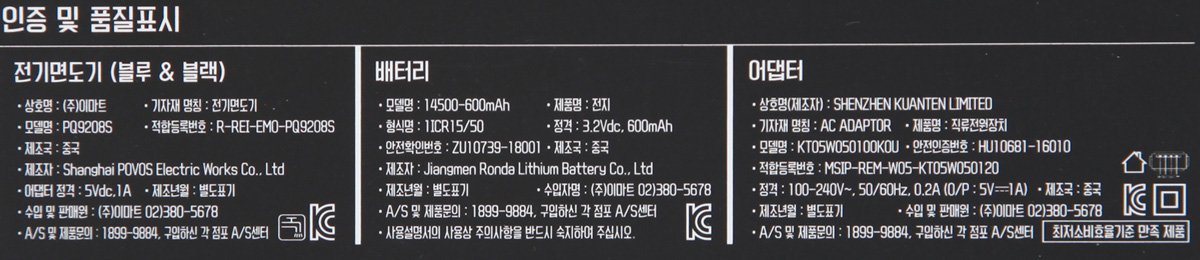 인증 및 품질표시
전기면도기 (블루 & 블랙)
• 상호명 : (주)이마트 • 기자재 명칭 : 전기면도기
• 모델명 : PQ9208S • 적합등록번호 : R-REI-EMO-PQ9208S
• 제조국 : 중국
• 제조자 : Shanghai POVOS Electric Works Co., Ltd
• 어댑터 정격 : 5Vdc, 1A • 제조년월 : 별도표기
• 수입 및 판매원 : (주)이마트 02)380-5678
• A/S 및 제품문의 : 1899-9884, 구입하신 각 점포 A/S센터
배터리
• 모델명 : 14500-600mAh • 제품명 : 전지
• 형식명 : 1ICR15/50 • 정격 : 3.2Vdc, 600mAh
• 안전확인번호 : ZU10739-18001 • 제조국 : 중국
• 제조자 : Jiangmen Ronda Lithium Battery Co., Ltd
• 제조년월 : 별도표기 • 수입자명 : (주)이마트 02)380-5678
• A/S 및 제품문의 : 1899-9884, 구입하신 각 점포 A/S센터
• 사용설명서의 사용상 주의사항을 반드시 숙지하여 주십시오.
어댑터
• 상호명(제조자) : SHENZHEN KUANTEN LIMITED
• 기자재 명칭 : AC ADAPTOR • 제품명 : 직류전원장치
• 모델명 : KT05W050100KOU • 안전인증번호 : HU10681-16010
• 적합등록번호 : MSIP-REM-W05-KT05W050120
• 정격 : 100-240V~, 50/60Hz, 0.2A (O/P : 5V⎓1A) • 제조국 : 중국
• 제조년월 : 별도표기 • 수입 및 판매원 : (주)이마트 02)380-5678
• A/S 및 제품문의 : 1899-9884, 구입하신 각 점포 A/S센터
최저소비효율기준 만족 제품